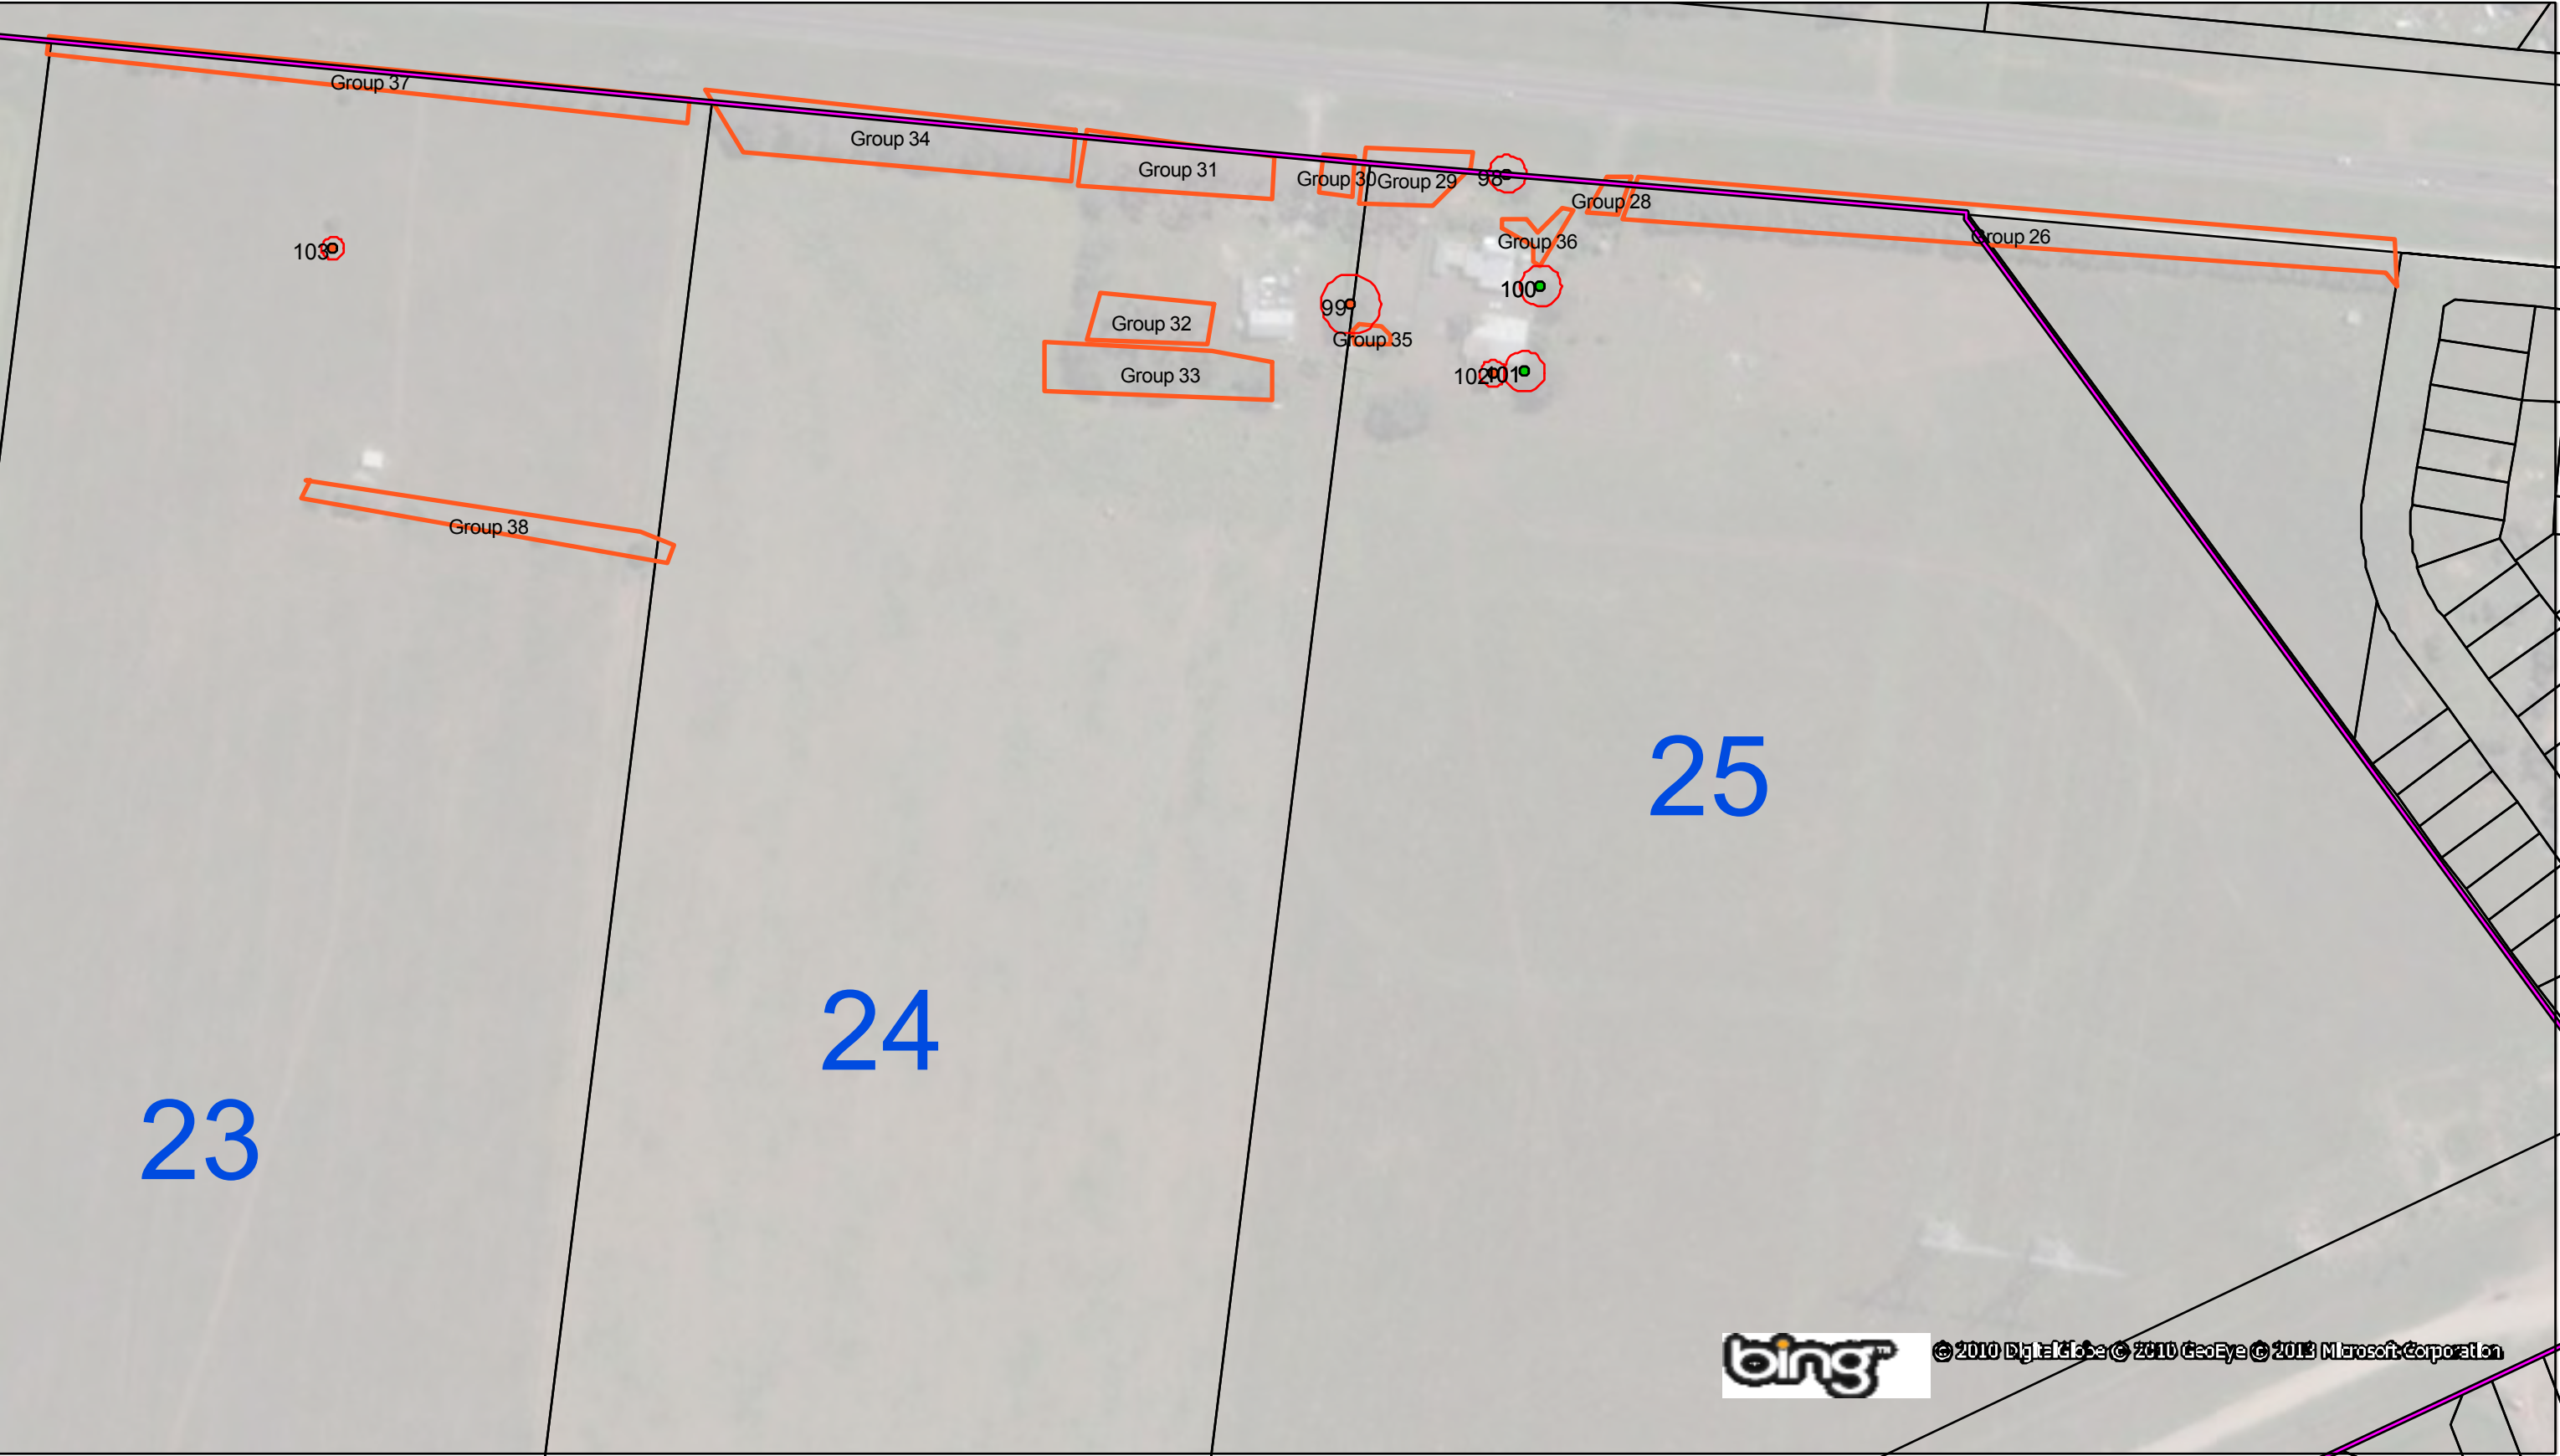 Group 37
Group 34
Group 31
Group 30
Group 29
98
Group 28
Group 26
Group 36
103
100
99
Group 32
Group 35
Group 33
102
101
Group 38
25
24
23
bing™
© 2010 DigitalGlobe © 2010 GeoEye © 2013 Microsoft Corporation